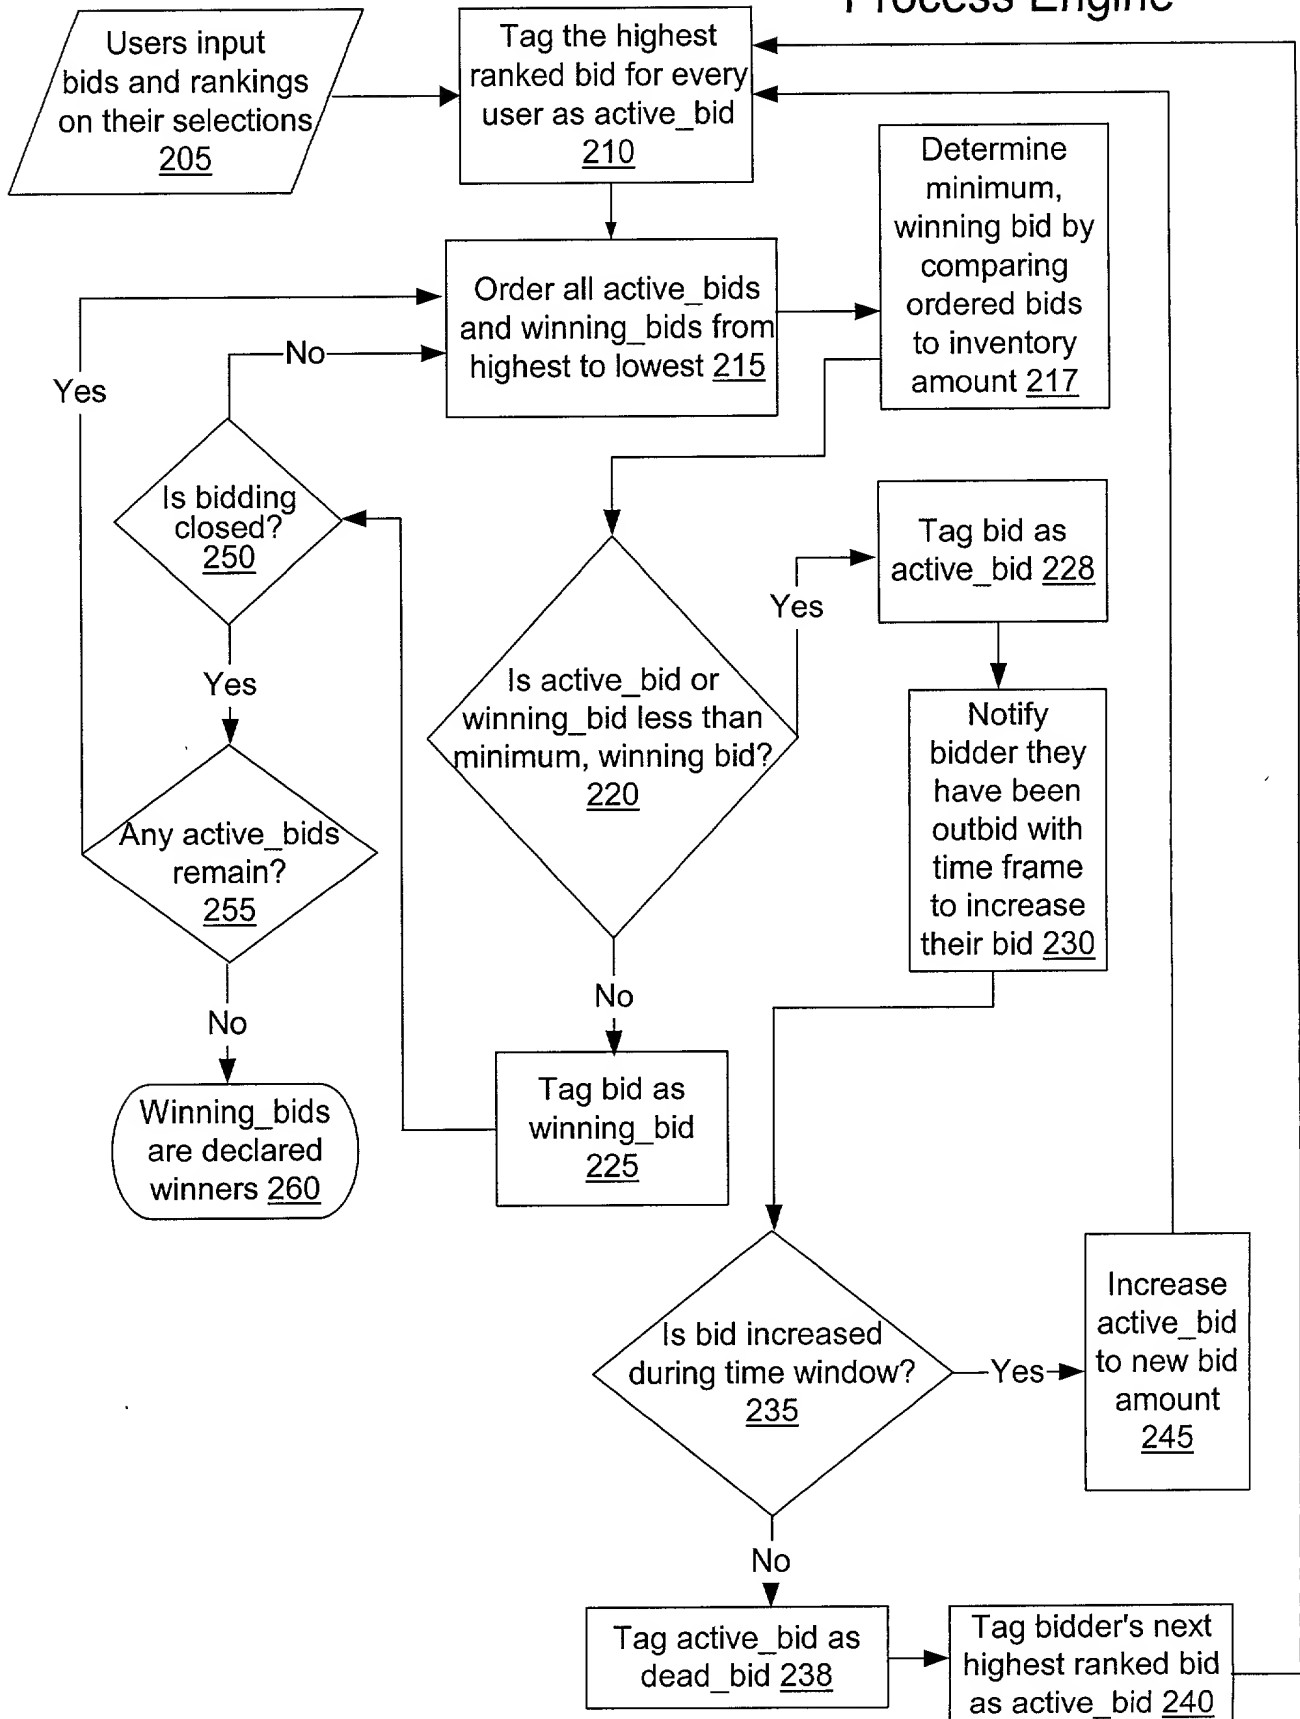 Process Engine
Users input
bids and rankings
on their selections
205
Tag the highest
ranked bid for every
user as active_bid
210
Determine
minimum,
winning bid by
comparing
ordered bids
to inventory
amount 217
Order all active_bids
and winning_bids from
highest to lowest 215
No
Yes
Is bidding
closed?
250
Tag bid as
active_bid 228
Yes
Yes
Is active_bid or
winning_bid less than
minimum, winning bid?
220
Notify
bidder they
have been
outbid with
time frame
to increase
their bid 230
Any active_bids
remain?
255
No
No
Winning_bids
are declared
winners 260
Tag bid as
winning_bid
225
Is bid increased
during time window?
235
Yes
Increase
active_bid
to new bid
amount
245
No
Tag active_bid as
dead_bid 238
Tag bidder's next
highest ranked bid
as active_bid 240